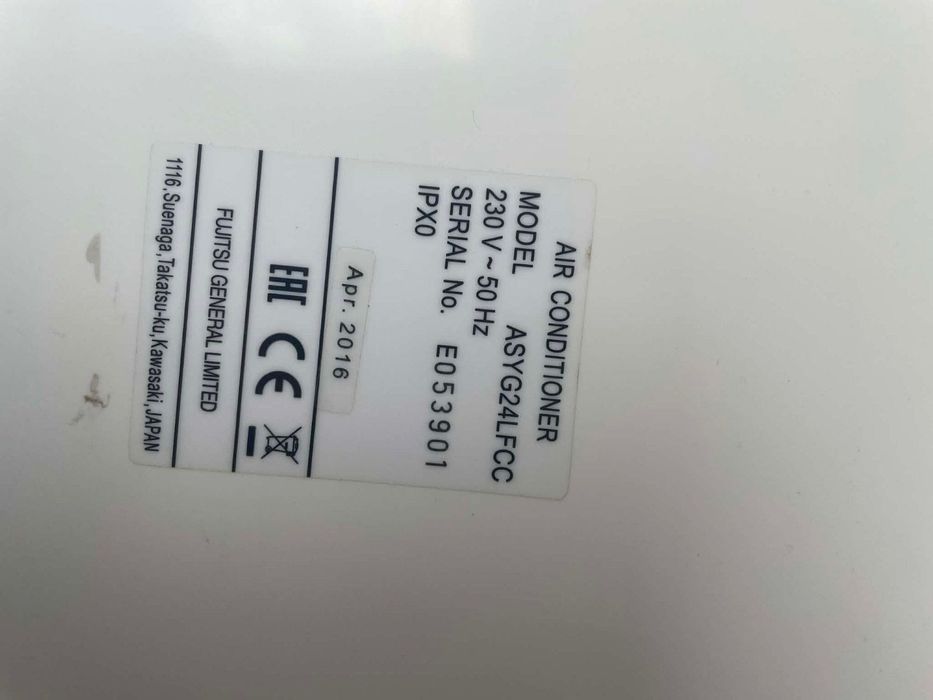 AIR CONDITIONER
MODEL ASYG24LFCC
230 V ~ 50 Hz
SERIAL No. E053901
IPX0
Apr. 2016
EAC CE
FUJITSU GENERAL LIMITED
1116,Suenaga,Takatsu-ku,Kawasaki,JAPAN